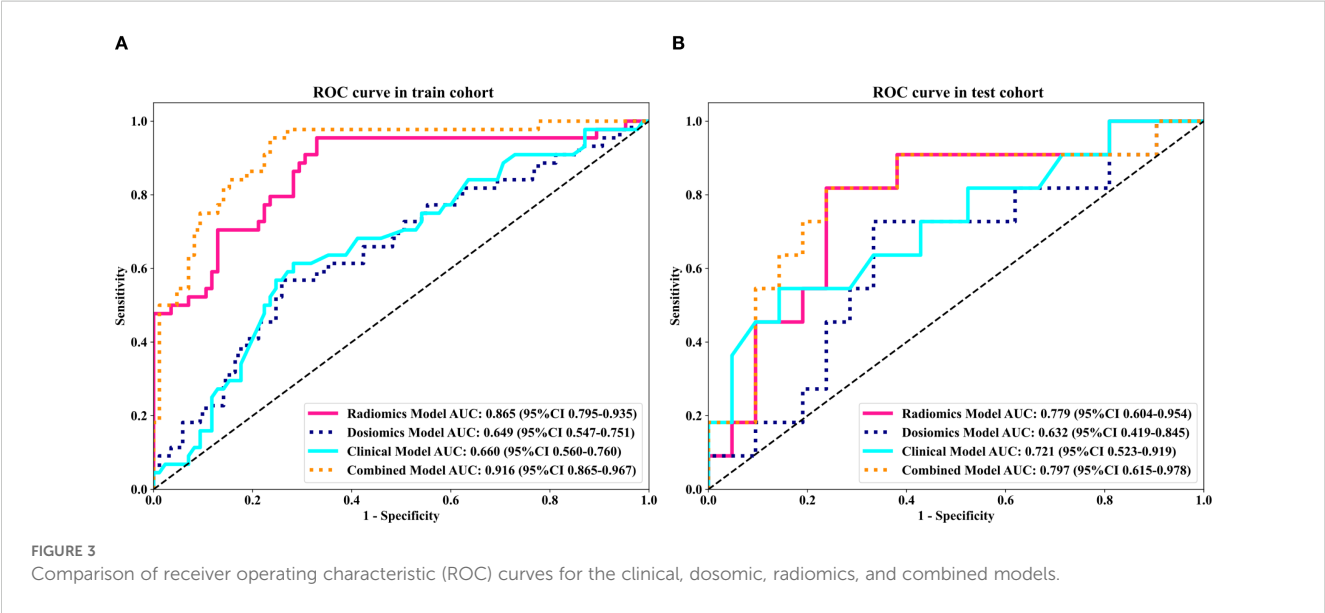 A
B
ROC curve in train cohort
Sensitivity
1.0
0.8
0.6
0.4
0.2
0.0
0.0 0.2 0.4 0.6 0.8 1.0
1 - Specificity
Radiomics Model AUC: 0.865 (95%CI 0.795-0.935)
Dosiomics Model AUC: 0.649 (95%CI 0.547-0.751)
Clinical Model AUC: 0.660 (95%CI 0.560-0.760)
Combined Model AUC: 0.916 (95%CI 0.865-0.967)
ROC curve in test cohort
Sensitivity
1.0
0.8
0.6
0.4
0.2
0.0
0.0 0.2 0.4 0.6 0.8 1.0
1 - Specificity
Radiomics Model AUC: 0.779 (95%CI 0.604-0.954)
Dosiomics Model AUC: 0.632 (95%CI 0.419-0.845)
Clinical Model AUC: 0.721 (95%CI 0.523-0.919)
Combined Model AUC: 0.797 (95%CI 0.615-0.978)
FIGURE 3
Comparison of receiver operating characteristic (ROC) curves for the clinical, dosomic, radiomics, and combined models.